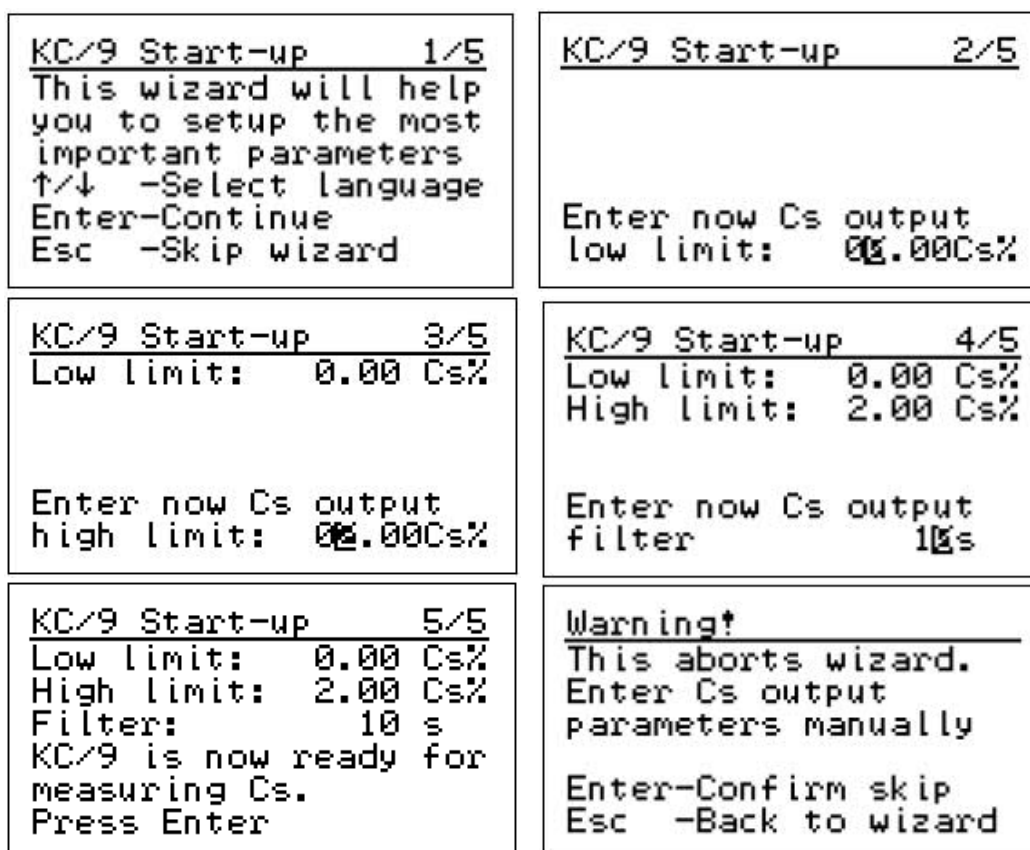 KC/9 Start-up 1/5
This wizard will help
you to setup the most
important parameters
↑/↓ -Select language
Enter-Continue
Esc -Skip wizard
KC/9 Start-up 2/5
Enter now Cs output
low limit: 0.00Cs%
KC/9 Start-up 3/5
Low limit: 0.00 Cs%
Enter now Cs output
high limit: .00Cs%
KC/9 Start-up 4/5
Low limit: 0.00 Cs%
High limit: 2.00 Cs%
Enter now Cs output
filter s
KC/9 Start-up 5/5
Low limit: 0.00 Cs%
High limit: 2.00 Cs%
Filter: 10 s
KC/9 is now ready for
measuring Cs.
Press Enter
Warning!
This aborts wizard.
Enter Cs output
parameters manually
Enter-Confirm skip
Esc -Back to wizard